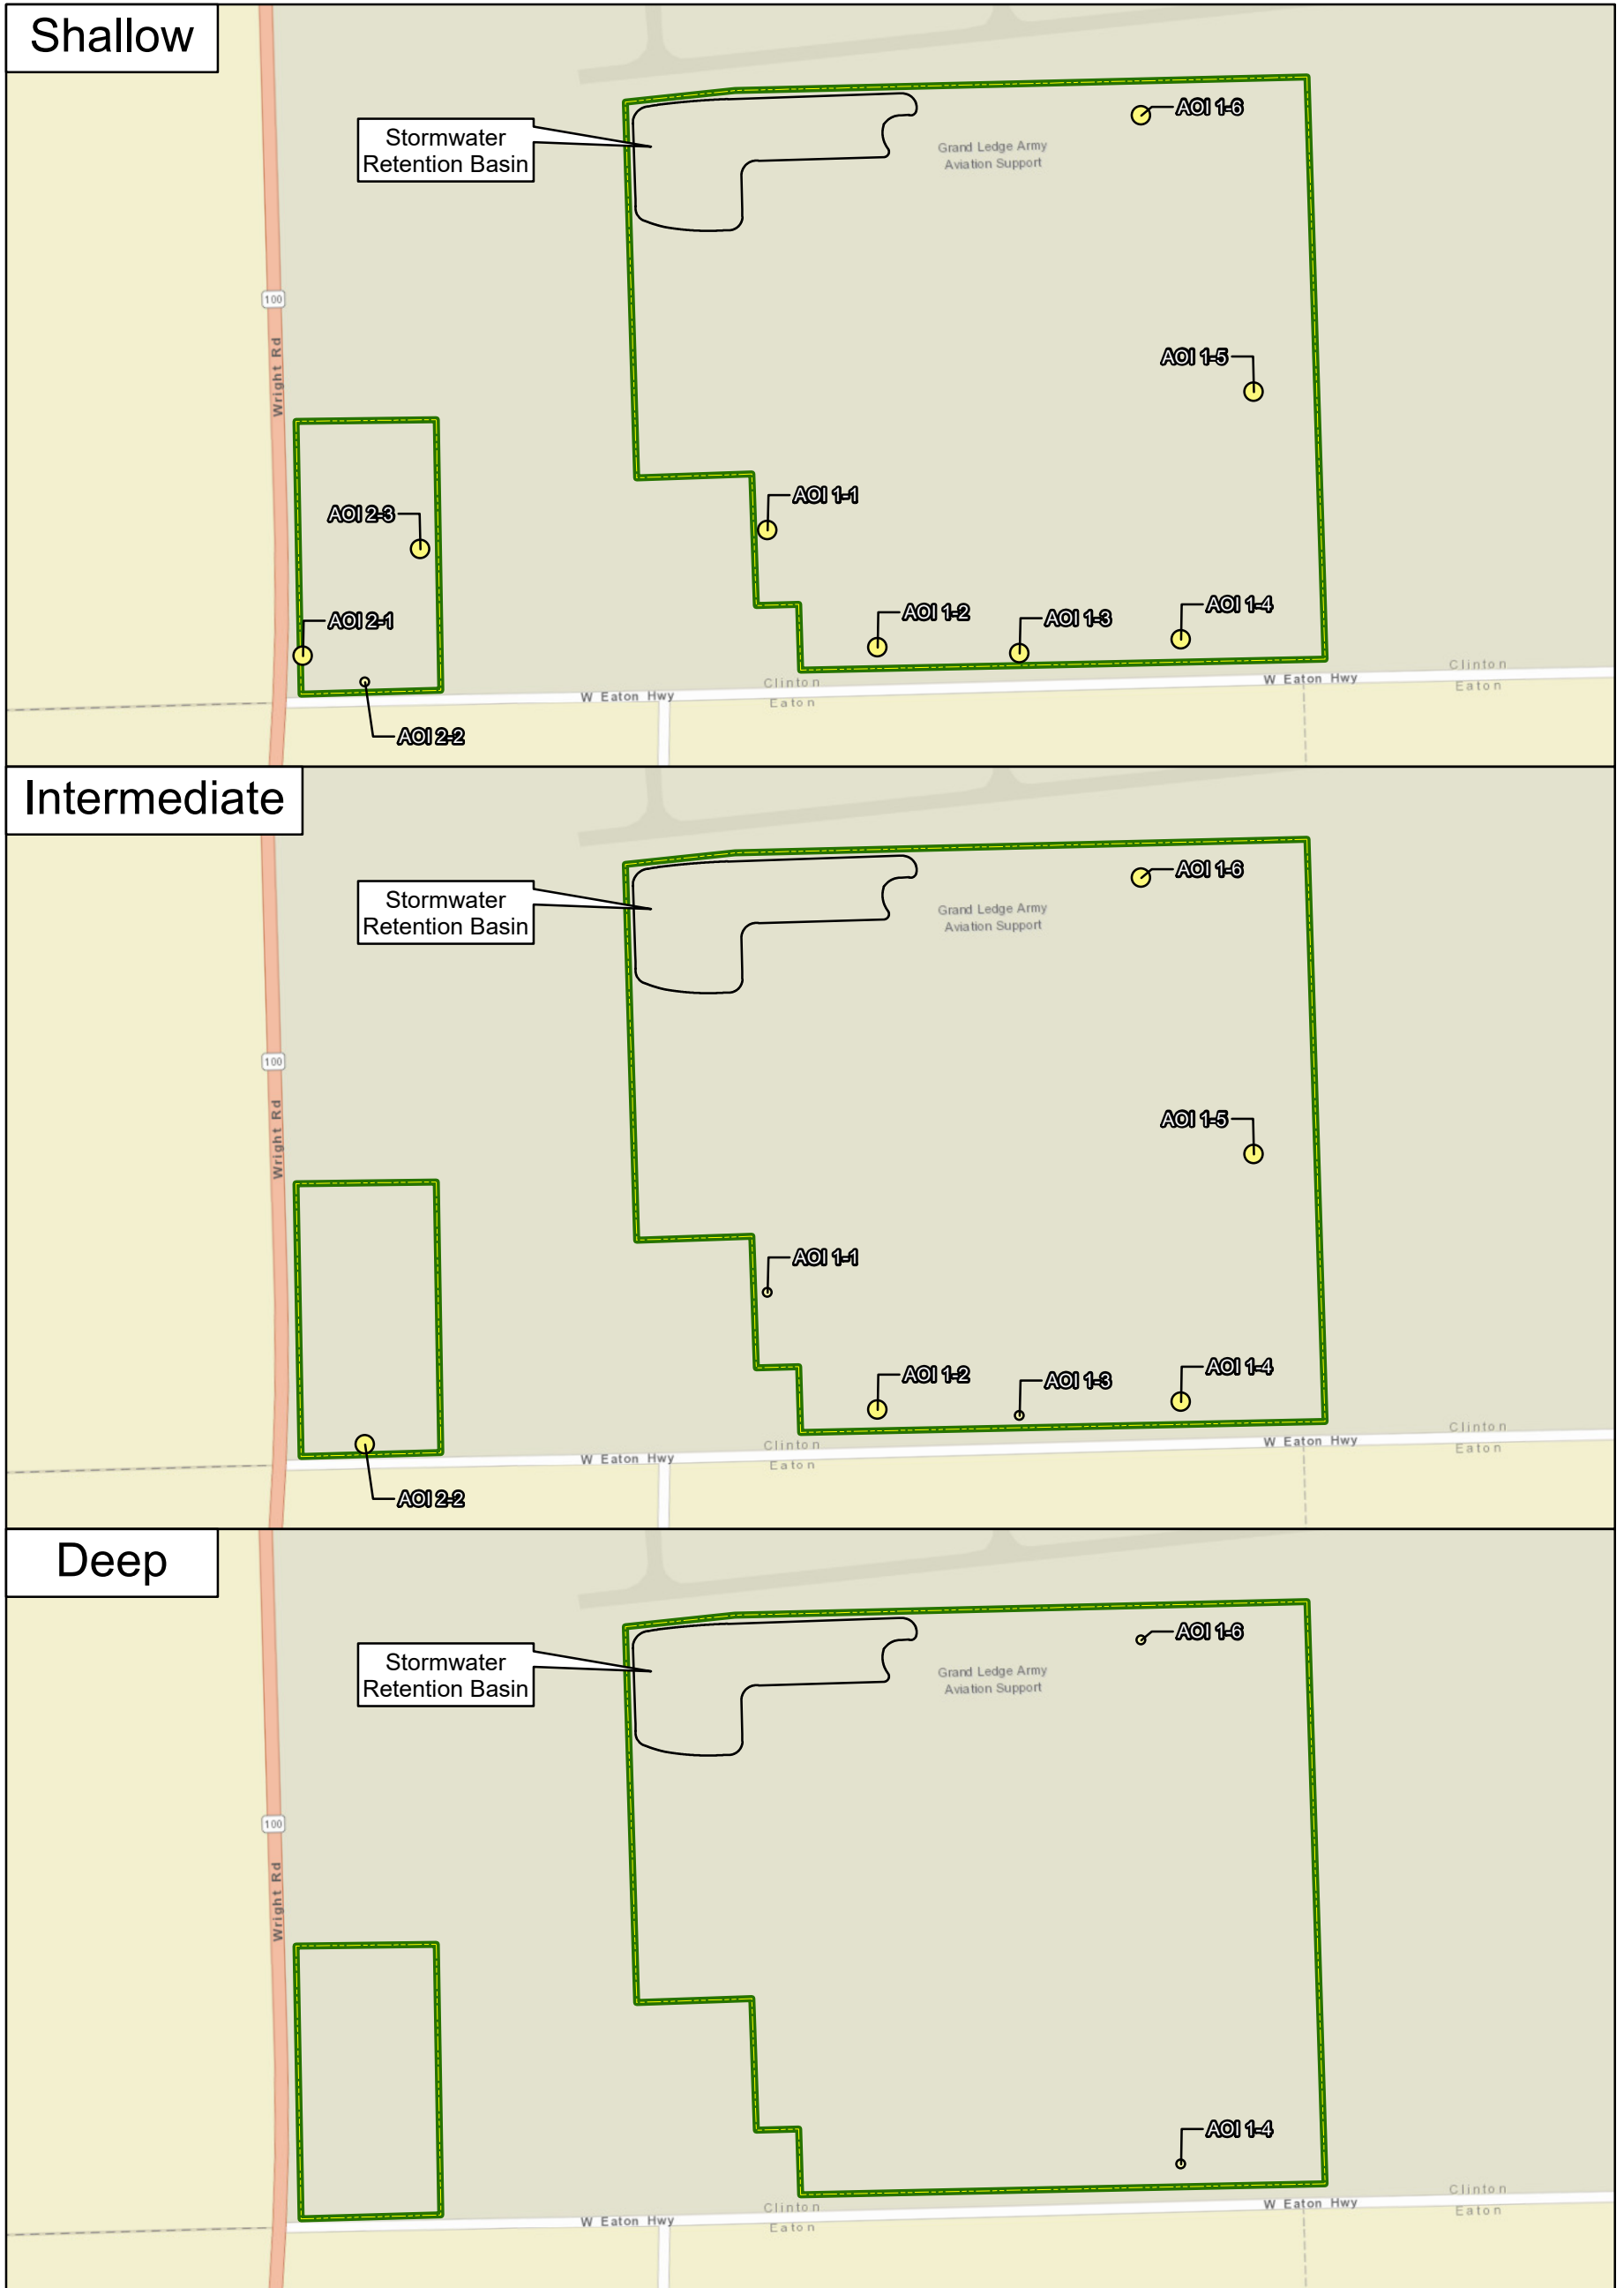 Shallow
Stormwater
Retention Basin
AOI 1-6
Grand Ledge Army
Aviation Support
100
Wright Rd
AOI 1-5
AOI 1-1
AOI 2-3
AOI 1-2
AOI 1-3
AOI 1-4
AOI 2-1
AOI 2-2
W Eaton Hwy
Clinton
Eaton
W Eaton Hwy
Clinton
Eaton
Intermediate
Stormwater
Retention Basin
AOI 1-6
Grand Ledge Army
Aviation Support
100
Wright Rd
AOI 1-5
AOI 1-1
AOI 1-2
AOI 1-3
AOI 1-4
AOI 2-2
W Eaton Hwy
Clinton
Eaton
W Eaton Hwy
Clinton
Eaton
Deep
Stormwater
Retention Basin
AOI 1-6
Grand Ledge Army
Aviation Support
100
Wright Rd
AOI 1-4
W Eaton Hwy
Clinton
Eaton
W Eaton Hwy
Clinton
Eaton